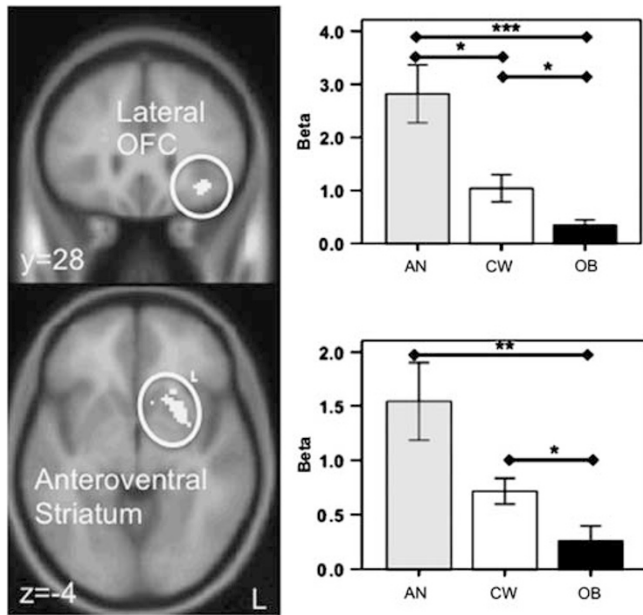 Lateral
OFC
y=28
Beta
4.0
3.0
2.0
1.0
0.0
***
*
*
AN CW OB
L
Anteroventral
Striatum
z=-4
L
Beta
2.0
1.5
1.0
0.5
0.0
**
*
AN CW OB